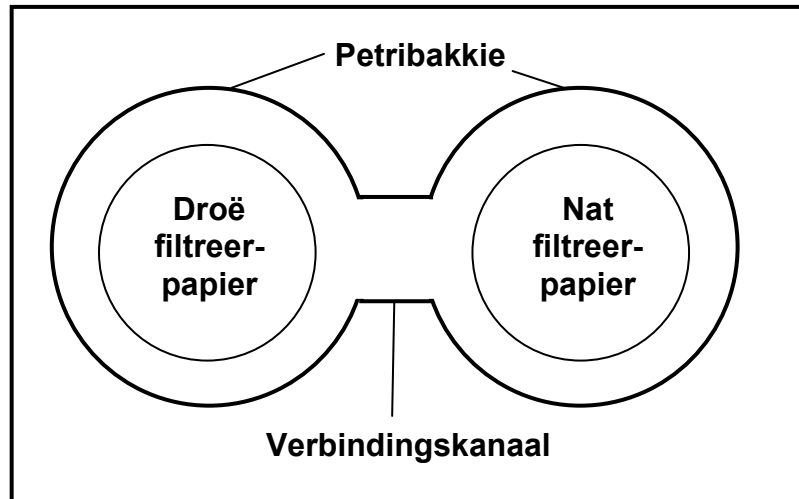 Petribakkie
Droë
filtreer-
papier
Nat
filtreer-
papier
Verbindingskanaal